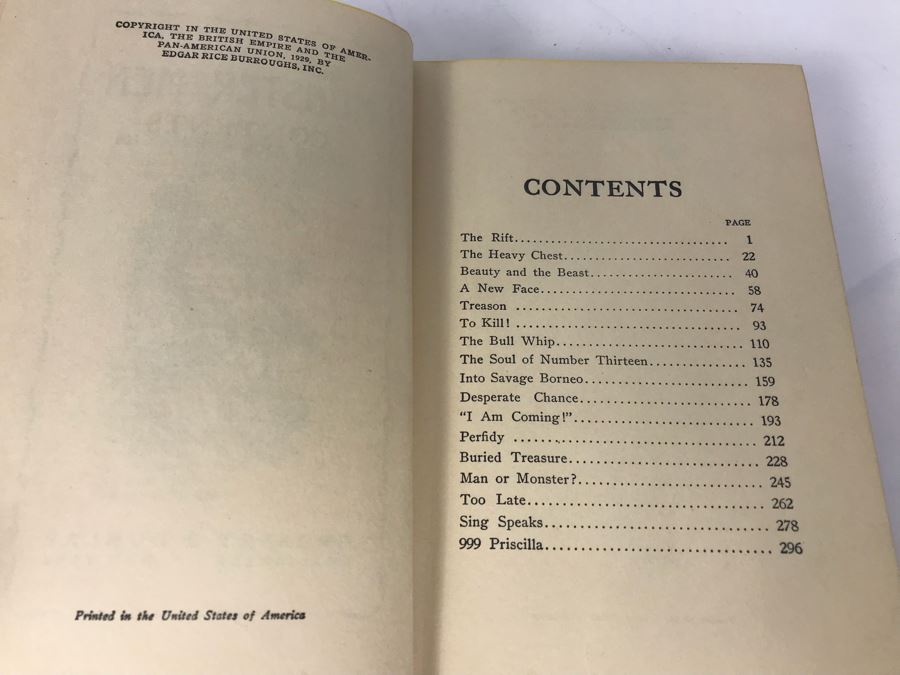 COPYRIGHT IN THE UNITED STATES OF AMER-
ICA, THE BRITISH EMPIRE AND THE
PAN-AMERICAN UNION, 1929, BY
EDGAR RICE BURROUGHS, INC.
Printed in the United States of America
CONTENTS
PAGE
The Rift.................................. 1
The Heavy Chest........................... 22
Beauty and the Beast...................... 40
A New Face................................ 58
Treason .................................. 74
To Kill! ................................. 93
The Bull Whip............................. 110
The Soul of Number Thirteen............... 135
Into Savage Borneo........................ 159
Desperate Chance.......................... 178
"I Am Coming!"............................ 193
Perfidy .................................. 212
Buried Treasure........................... 228
Man or Monster?........................... 245
Too Late.................................. 262
Sing Speaks............................... 278
999 Priscilla............................. 296